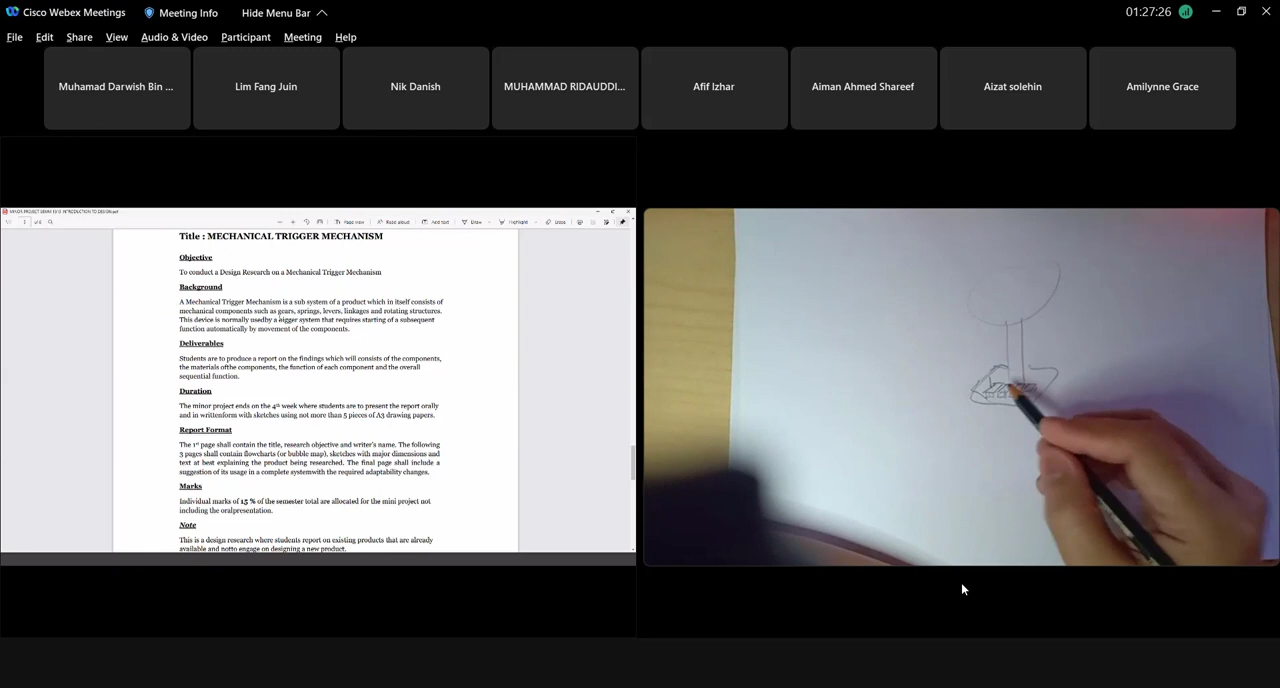 Cisco Webex Meetings
Meeting Info
Hide Menu Bar
01:27:26
File
Edit
Share
View
Audio & Video
Participant
Meeting
Help
Muhamad Darwish Bin ...
Lim Fang Juin
Nik Danish
MUHAMMAD RIDAUDDI...
Afif Izhar
Aiman Ahmed Shareef
Aizat solehin
Amilynne Grace
Page view
Read aloud
Add text
Draw
Highlight
Erase
Title : MECHANICAL TRIGGER MECHANISM
Objective
To conduct a Design Research on a Mechanical Trigger Mechanism
Background
A Mechanical Trigger Mechanism is a sub system of a product which in itself consists of
mechanical components such as gears, springs, levers, linkages and rotating structures.
This device is normally usedby a bigger system that requires starting of a subsequent
function automatically by movement of the components.
Deliverables
Students are to produce a report on the findings which will consists of the components,
the materials ofthe components, the function of each component and the overall
sequential function.
Duration
The minor project ends on the 4th week where students are to present the report orally
and in writtenform with sketches using not more than 5 pieces of A3 drawing papers.
Report Format
The 1st page shall contain the title, research objective and writer's name. The following
3 pages shall contain flowcharts (or bubble map), sketches with major dimensions and
text at best explaining the product being researched. The final page shall include a
suggestion of its usage in a complete systemwith the required adaptability changes.
Marks
Individual marks of 15 % of the semester total are allocated for the mini project not
including the oralpresentation.
Note
This is a design research where students report on existing products that are already
available and notto engage on designing a new product.